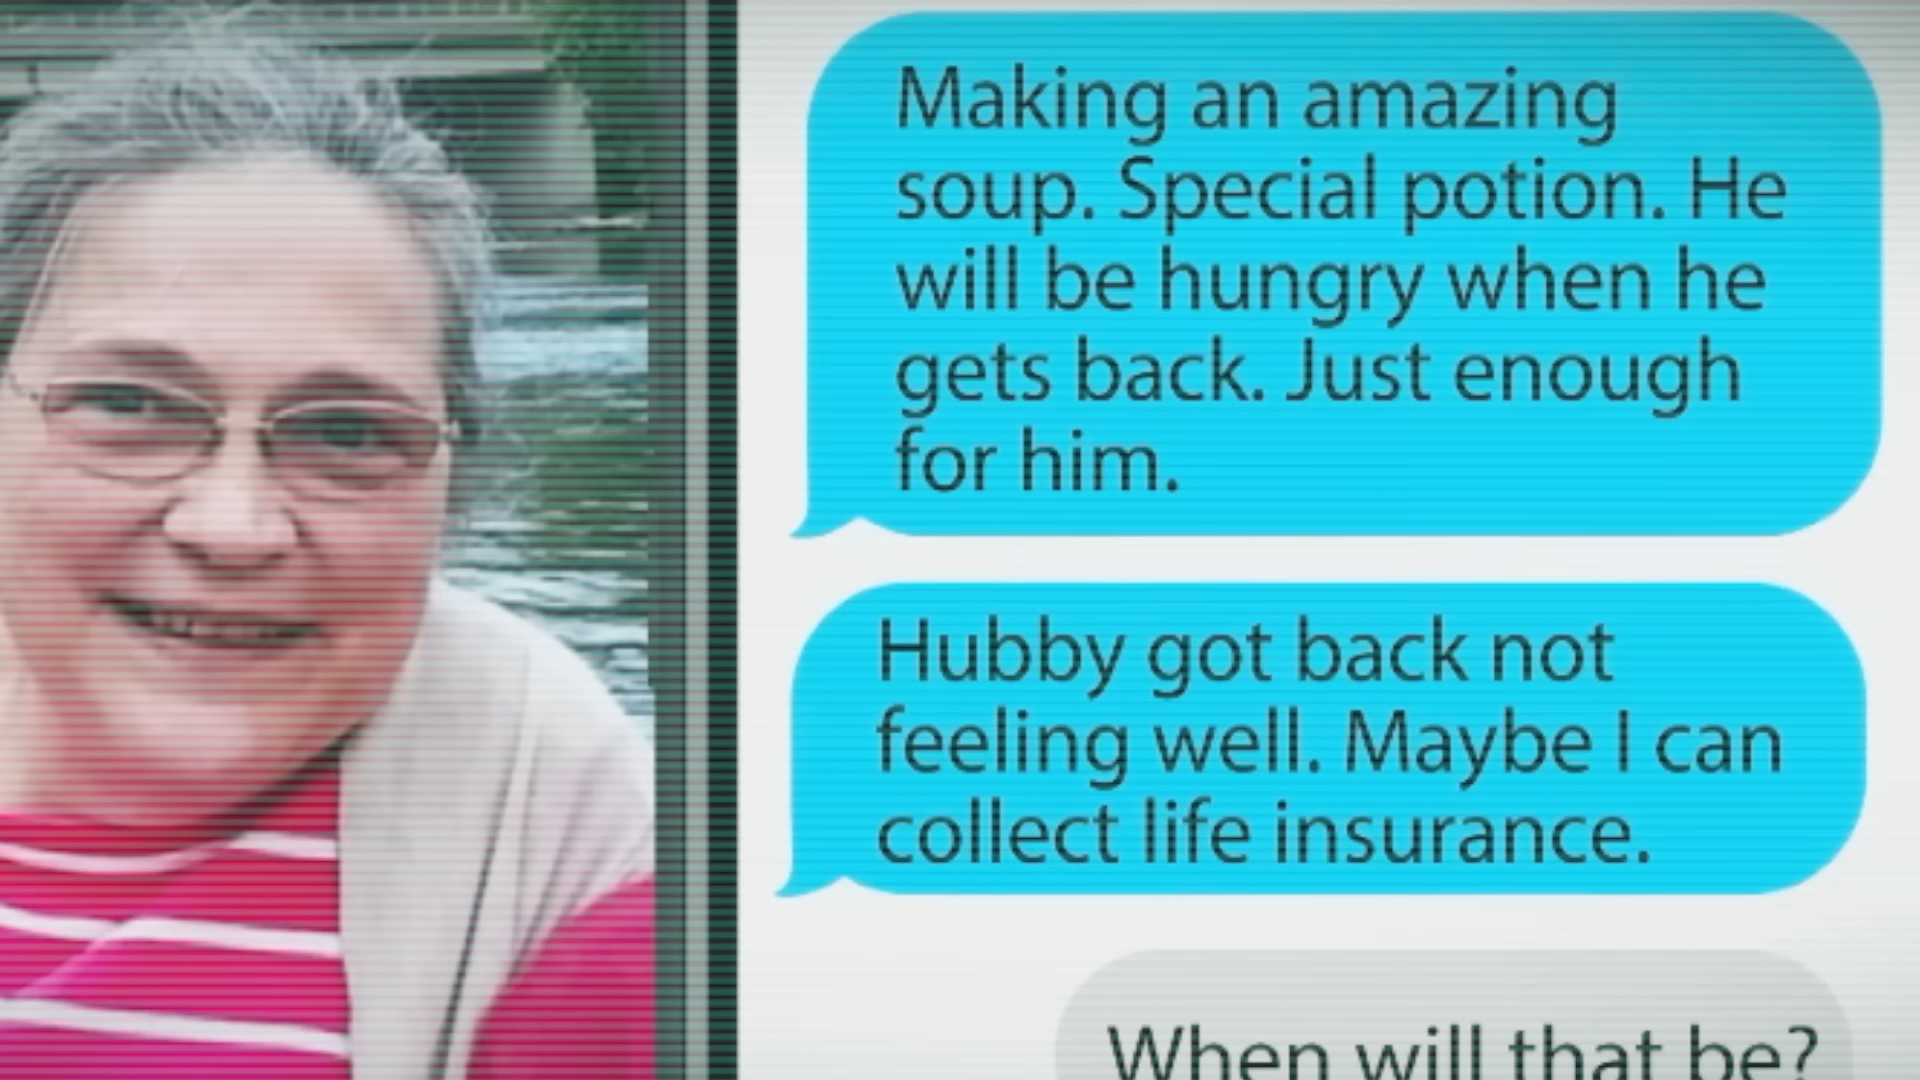 Making an amazing
soup. Special potion. He
will be hungry when he
gets back. Just enough
for him.
Hubby got back not
feeling well. Maybe I can
collect life insurance.
When will that be?